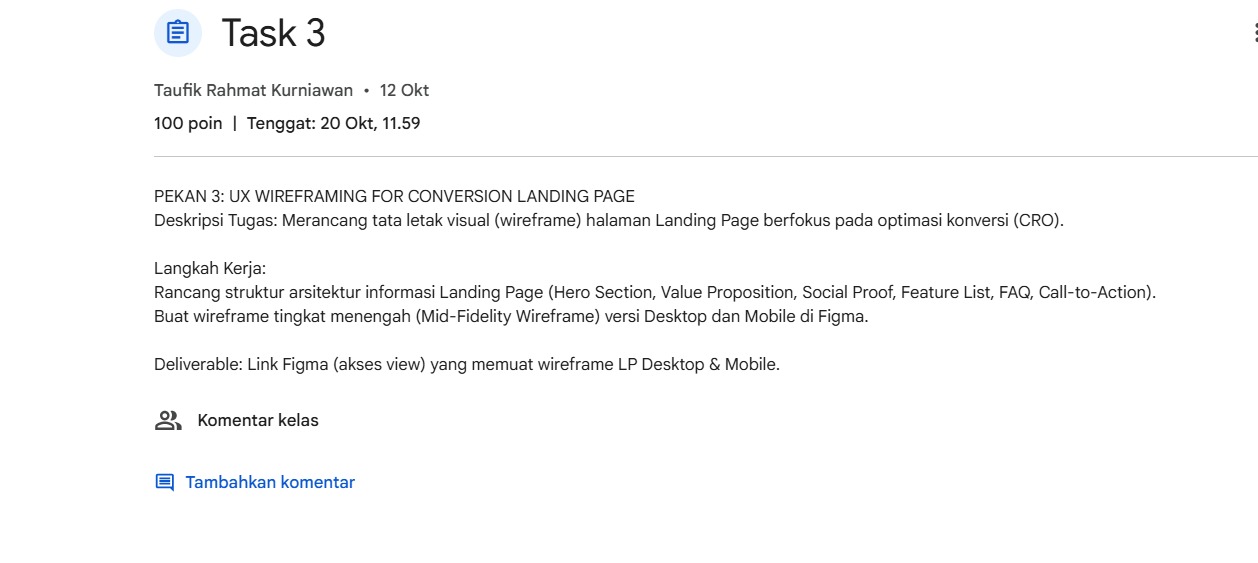 Task 3
Taufik Rahmat Kurniawan • 12 Okt
100 poin | Tenggat: 20 Okt, 11.59
PEKAN 3: UX WIREFRAMING FOR CONVERSION LANDING PAGE
Deskripsi Tugas: Merancang tata letak visual (wireframe) halaman Landing Page berfokus pada optimasi konversi (CRO).
Langkah Kerja:
Rancang struktur arsitektur informasi Landing Page (Hero Section, Value Proposition, Social Proof, Feature List, FAQ, Call-to-Action).
Buat wireframe tingkat menengah (Mid-Fidelity Wireframe) versi Desktop dan Mobile di Figma.
Deliverable: Link Figma (akses view) yang memuat wireframe LP Desktop & Mobile.
Komentar kelas
Tambahkan komentar